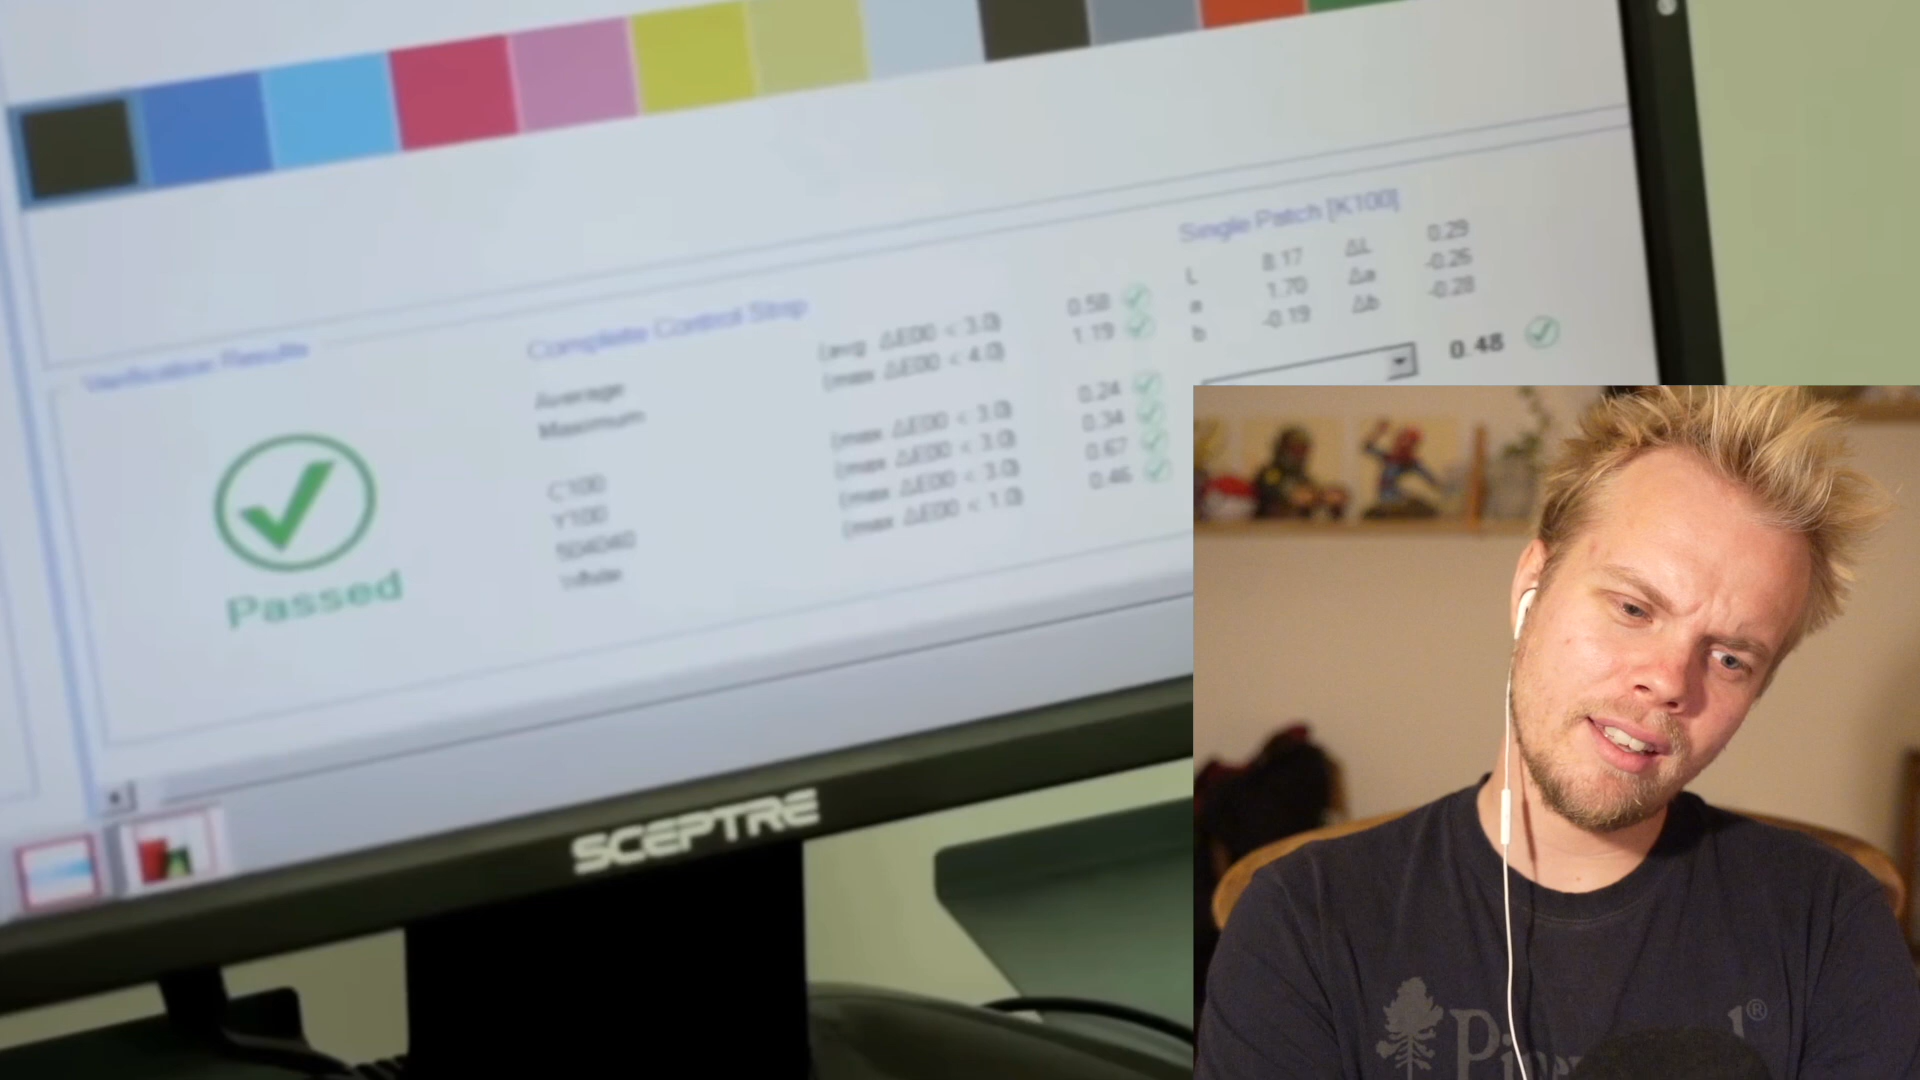 Single Patch [K100]
L 8.17 ΔL 0.29
a 1.70 Δa -0.26
b -0.19 Δb -0.28
0.48
Verification Results
Complete Control Strip
Average (avg ΔE00 < 3.0) 0.58
Maximum (max ΔE00 < 4.0) 1.19
C100 (max ΔE00 < 3.0) 0.24
Y100 (max ΔE00 < 3.0) 0.34
(max ΔE00 < 3.0) 0.67
White (max ΔE00 < 1.0) 0.46
Passed
SCEPTRE